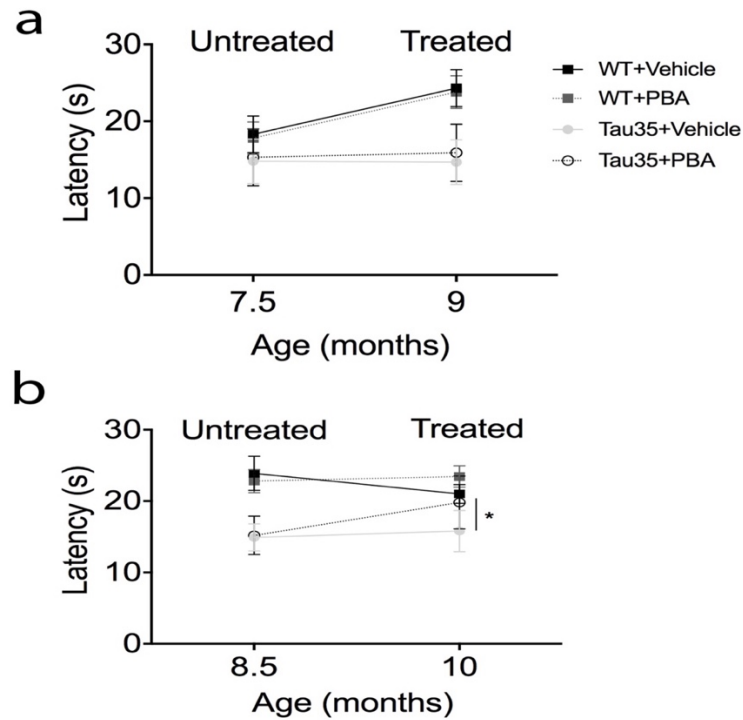 a
Untreated Treated
30
20
10
0
Latency (s)
7.5 9
Age (months)
WT+Vehicle
WT+PBA
Tau35+Vehicle
Tau35+PBA
b
Untreated Treated
30
20
10
0
Latency (s)
*
8.5 10
Age (months)